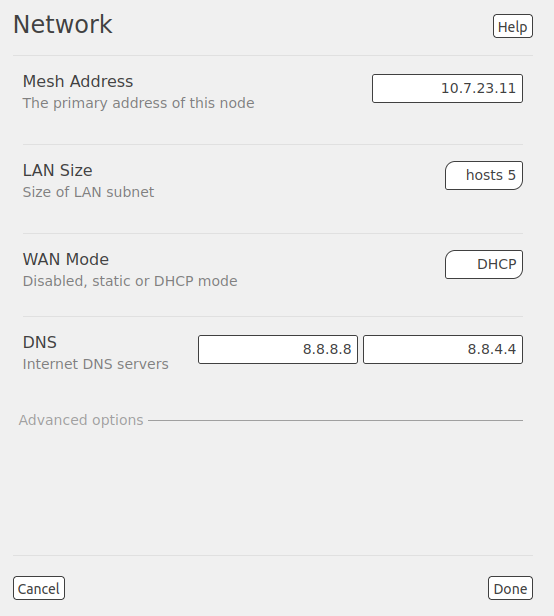 Network
Help
Mesh Address
10.7.23.11
The primary address of this node
LAN Size
hosts 5
Size of LAN subnet
WAN Mode
DHCP
Disabled, static or DHCP mode
DNS
8.8.8.8
8.8.4.4
Internet DNS servers
Advanced options
Cancel
Done